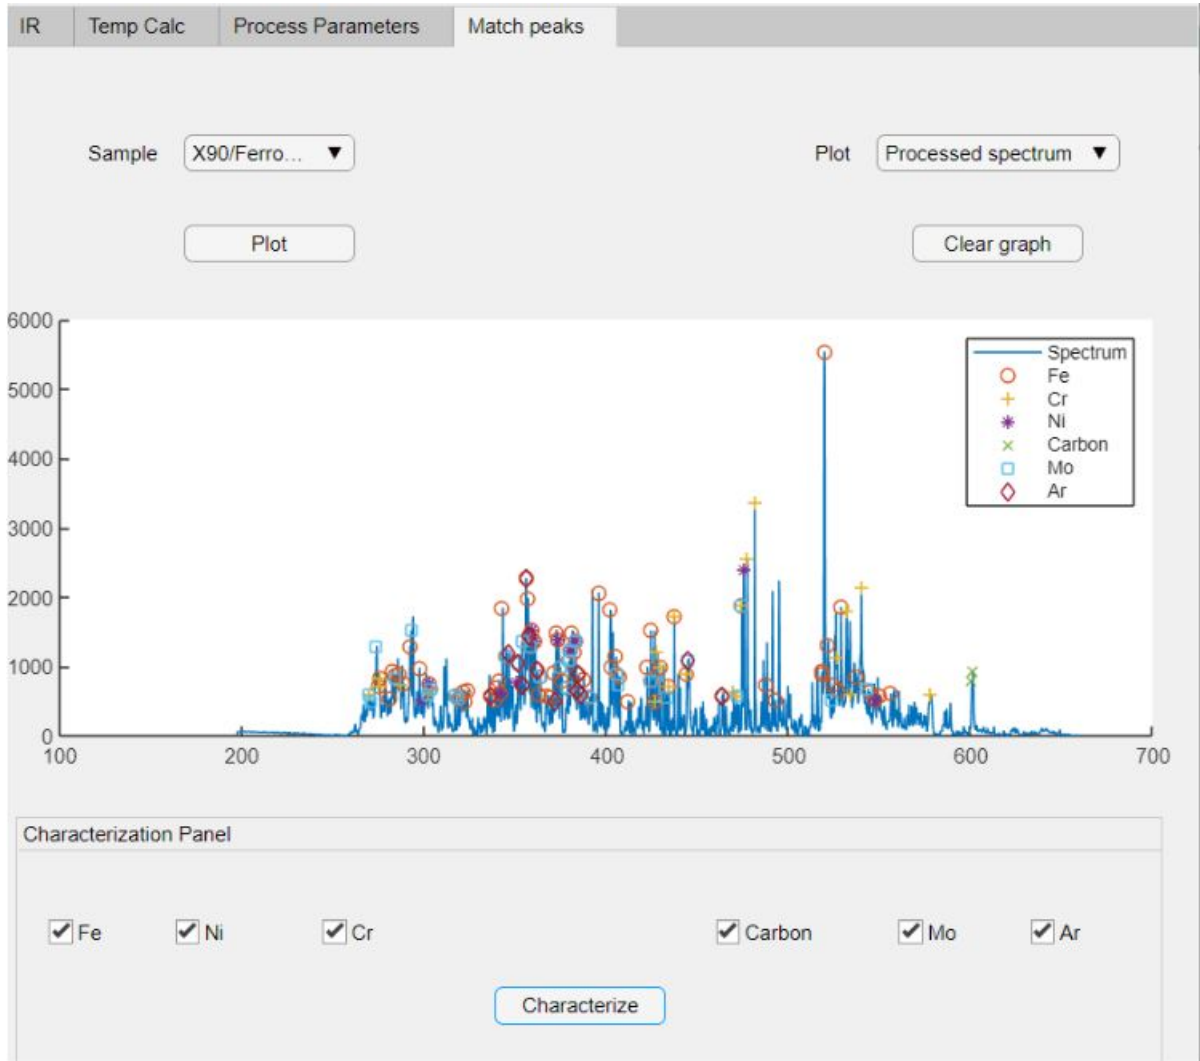 IR Temp Calc Process Parameters Match peaks
Sample X90/Ferro... Plot Processed spectrum
Plot Clear graph
6000
5000
4000
3000
2000
1000
0
100 200 300 400 500 600 700
Spectrum
Fe
Cr
Ni
Carbon
Mo
Ar
Characterization Panel
Fe Ni Cr Carbon Mo Ar
Characterize